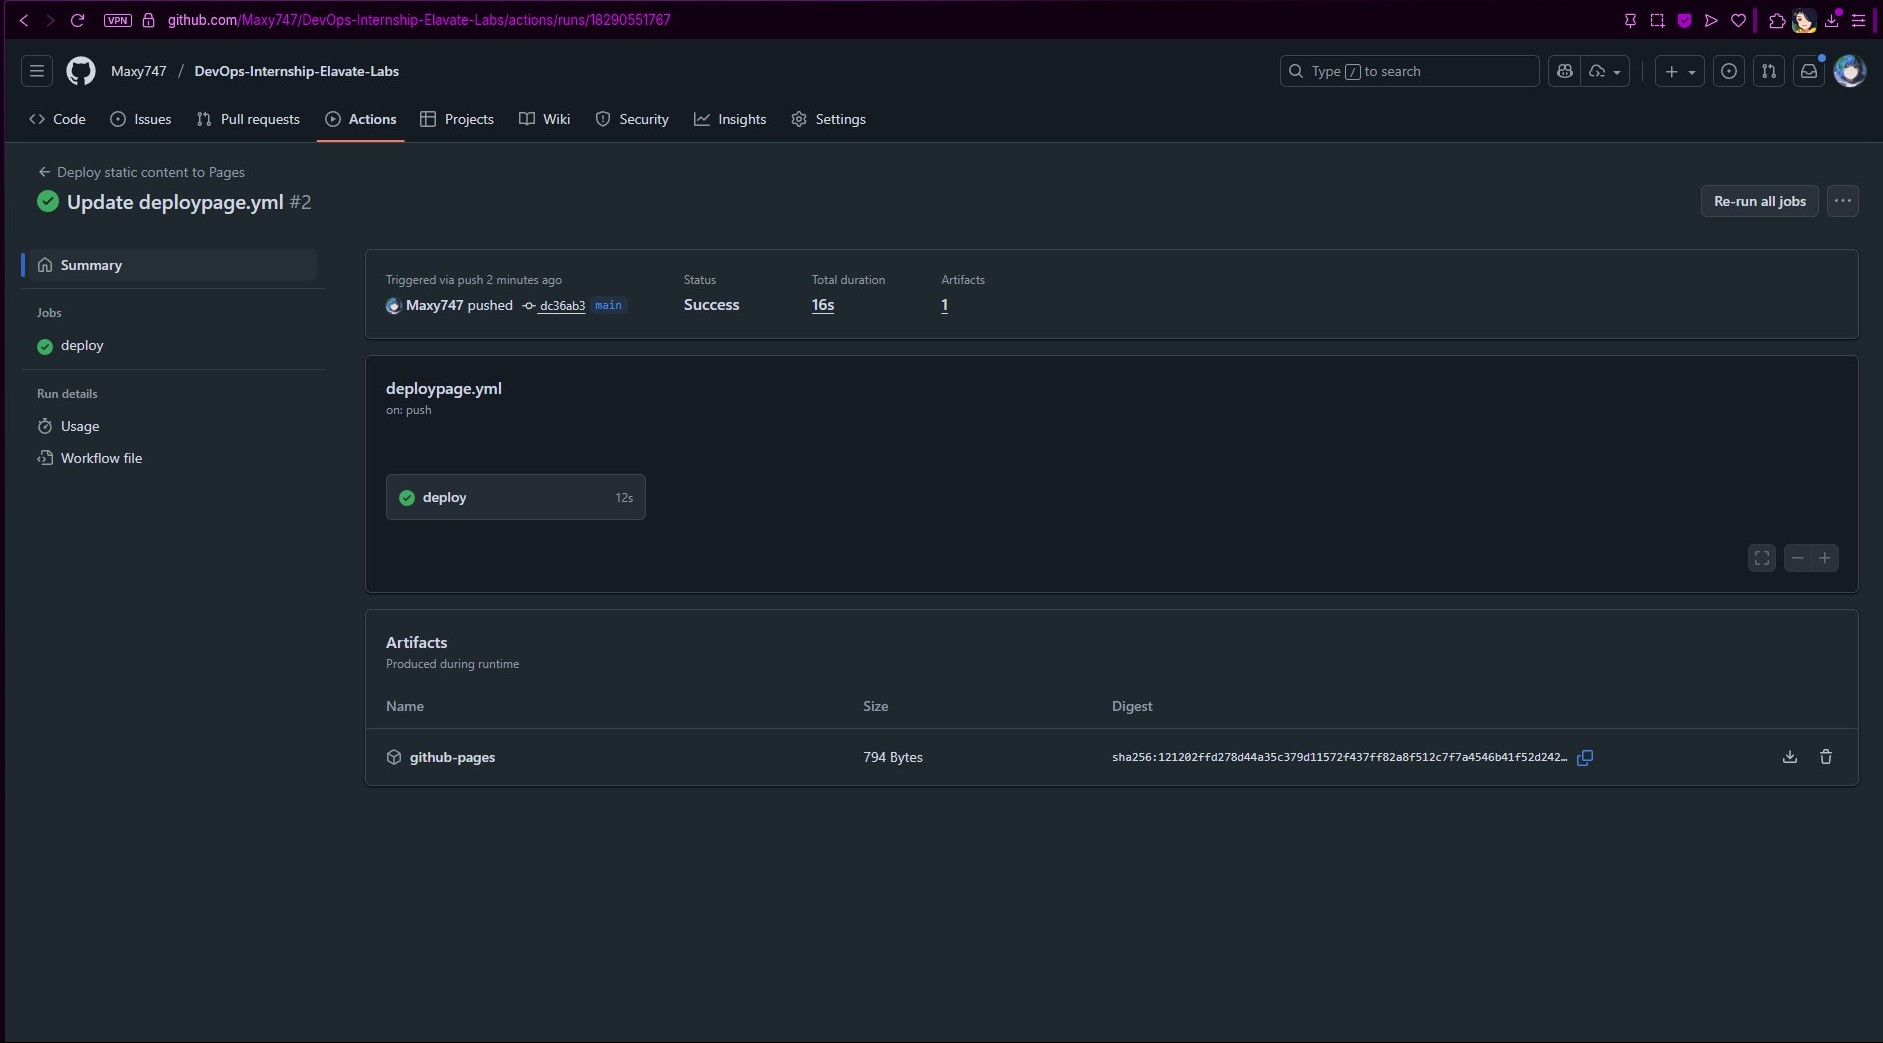 VPN github.com/Maxy747/DevOps-Internship-Elavate-Labs/actions/runs/18290551767
Maxy747 / DevOps-Internship-Elavate-Labs
Type / to search
Code Issues Pull requests Actions Projects Wiki Security Insights Settings
Deploy static content to Pages
Update deploypage.yml #2
Re-run all jobs
Summary
Jobs
deploy
Run details
Usage
Workflow file
Triggered via push 2 minutes ago
Maxy747 pushed dc36ab3 main
Status
Success
Total duration
16s
Artifacts
1
deploypage.yml
on: push
deploy 12s
Artifacts
Produced during runtime
Name Size Digest
github-pages 794 Bytes sha256:121202ffd278d44a35c379d11572f437ff82a8f512c7f7a4546b41f52d242…